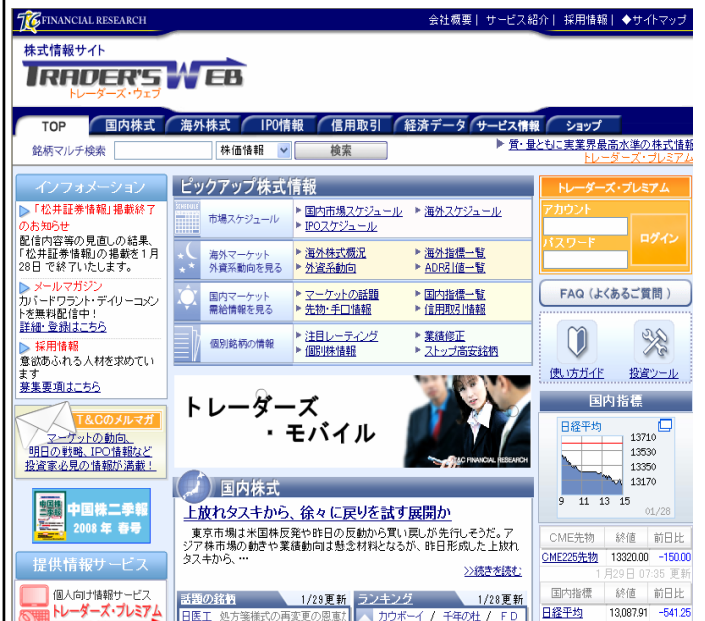 T&C FINANCIAL RESEARCH
会社概要| サービス紹介| 採用情報| ◆サイトマップ
株式情報サイト
TRADER'S WEB
トレーダーズ・ウェブ
TOP 国内株式 海外株式 IPO情報 信用取引 経済データ サービス情報 ショップ
銘柄マルチ検索 株価情報 検索
質・量ともに実業界最高水準の株式情報
トレーダーズ・プレミアム
インフォメーション
「松井証券情報」掲載終了
のお知らせ
配信内容等の見直しの結果、
「松井証券情報」の掲載を1月
28日で終了いたします。
メールマガジン
カバードワラント・デイリーコメン
トを無料配信中！
詳細・登録はこちら
採用情報
意欲あふれる人材を求めてい
ます
募集要項はこちら
T&Cのメルマガ
マーケットの動向、
明日の戦略、IPO情報など
投資家必見の情報が満載！
中国株二季報
中国株二季報
2008年 春号
提供情報サービス
個人向け情報サービス
トレーダーズ・プレミアム
ピックアップ株式情報
SCHEDULE
市場スケジュール
国内市場スケジュール
海外スケジュール
IPOスケジュール
海外マーケット
外資系動向を見る
海外株式概況
海外指標一覧
外資系動向
ADR引値一覧
国内マーケット
需給情報を見る
マーケットの話題
国内指標一覧
先物・手口情報
信用取引情報
個別銘柄の情報
注目レーティング
業績修正
個別株情報
ストップ高安銘柄
トレーダーズ
・モバイル
T&C FINANCIAL RESEARCH
国内株式
上放れタスキから、徐々に戻りを試す展開か
東京市場は米国株反発や昨日の反動から買い戻しが先行しそうだ。ア
ジア株市場の動きや業績動向は懸念材料となるが、昨日形成した上放れ
タスキから、…
>>続きを読む
話題の銘柄 1/29更新
日医工 処方箋様式の再変更の恩恵
ランキング 1/28更新
カウボーイ / 千年の杜 / FD
トレーダーズ・プレミアム
アカウント
パスワード
ログイン
FAQ（よくあるご質問）
使い方ガイド
投資ツール
国内指標
日経平均
13710
13530
13350
13170
9 11 13 15
01/28
CME先物 終値 前日比
CME225先物 13320.00 -150.00
1月29日 07:35 更新
国内指標 終値 前日比
日経平均 13,087.91 -541.25